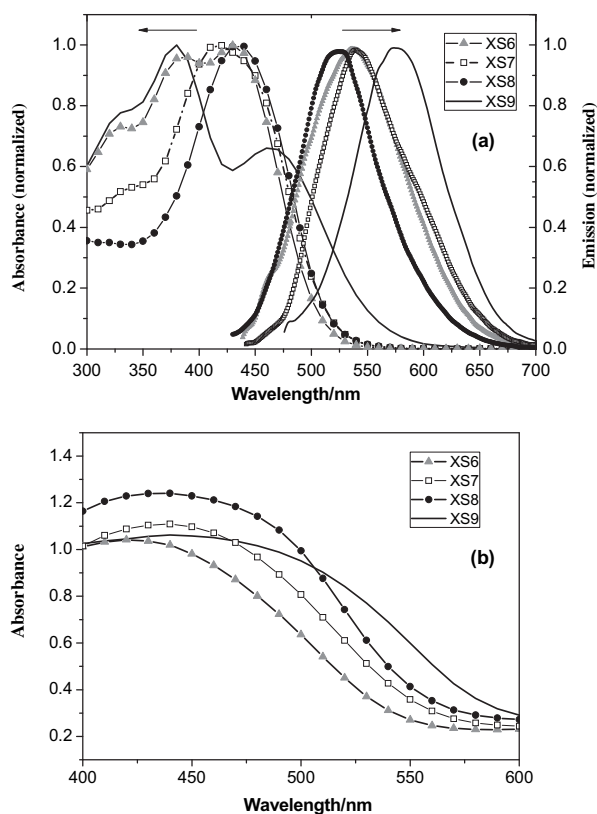 1.0
0.8
0.6
0.4
0.2
0.0
Absorbance (normalized)
1.0
0.8
0.6
0.4
0.2
0.0
Emission (normalized)
XS6
XS7
XS8
XS9
(a)
300 350 400 450 500 550 600 650 700
Wavelength/nm
1.4
1.2
1.0
0.8
0.6
0.4
0.2
Absorbance
XS6
XS7
XS8
XS9
(b)
400 450 500 550 600
Wavelength/nm